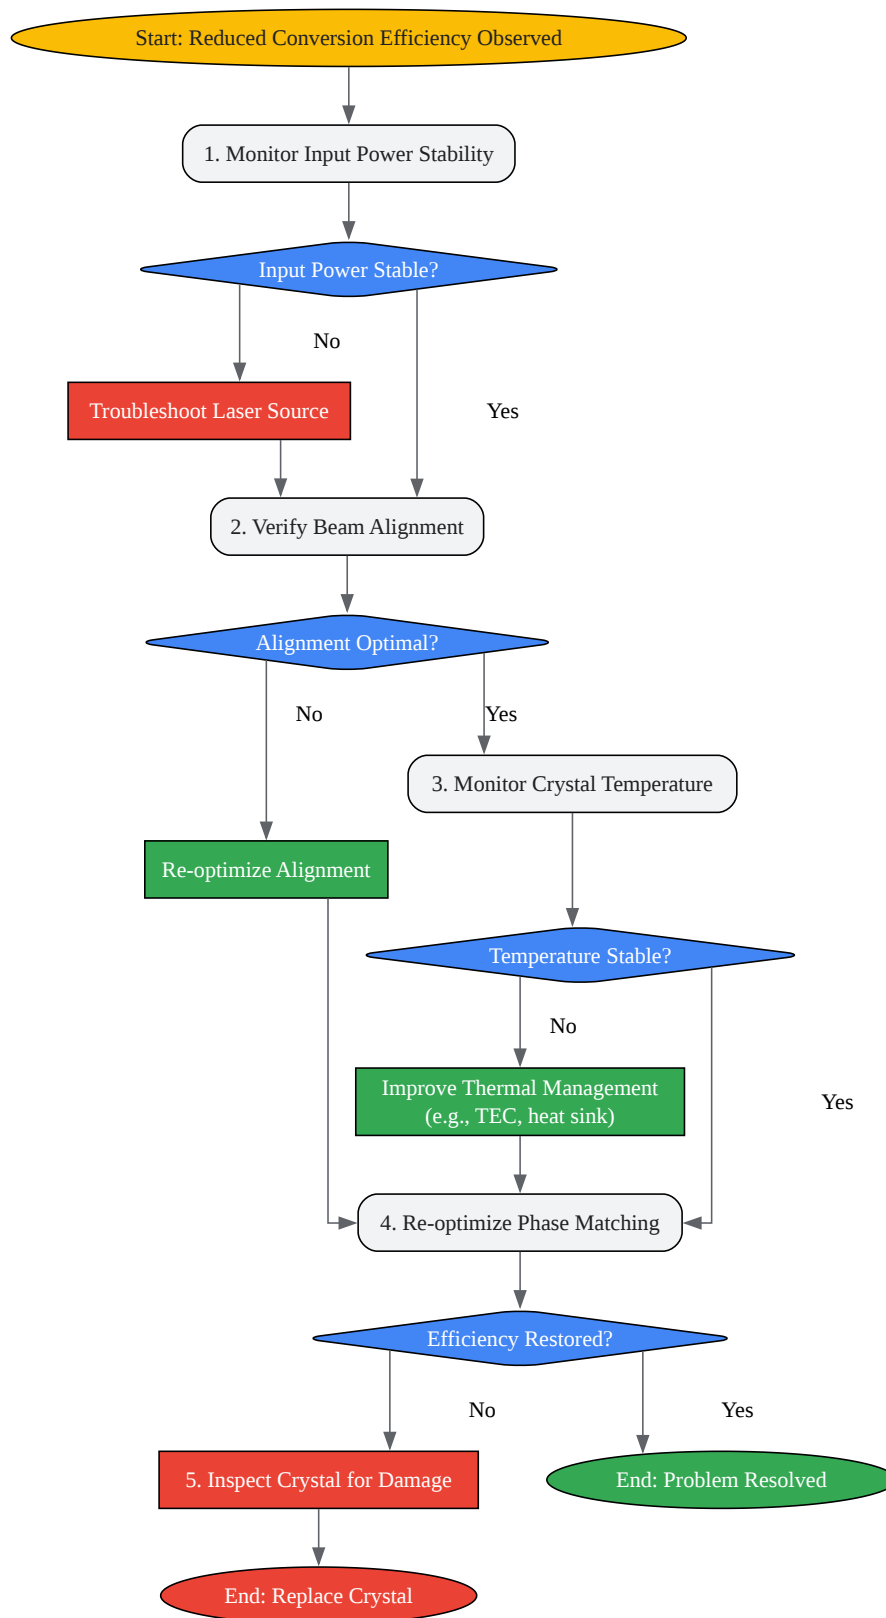 Start: Reduced Conversion Efficiency Observed
1. Monitor Input Power Stability
Input Power Stable?
No
Troubleshoot Laser Source
Yes
2. Verify Beam Alignment
Alignment Optimal?
No
Yes
3. Monitor Crystal Temperature
Re-optimize Alignment
Temperature Stable?
No
Improve Thermal Management
(e.g., TEC, heat sink)
Yes
4. Re-optimize Phase Matching
Efficiency Restored?
No
Yes
5. Inspect Crystal for Damage
End: Problem Resolved
End: Replace Crystal